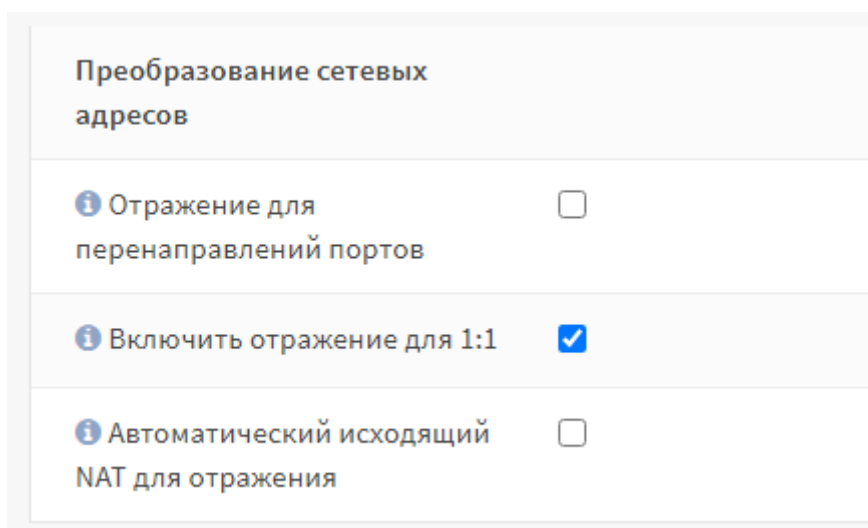 Преобразование сетевых
адресов
Отражение для
перенаправлений портов
Включить отражение для 1:1
Автоматический исходящий
NAT для отражения